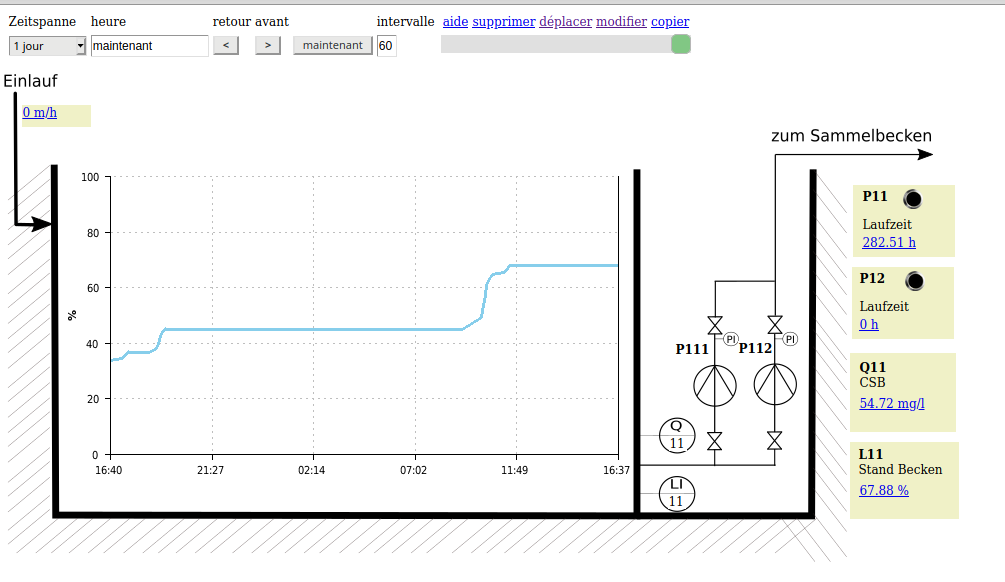 Zeitspanne heure retour avant intervalle aide supprimer déplacer modifier copier
1 jour maintenant < > maintenant 60
Einlauf
0 m/h
zum Sammelbecken
100
80
60
40
20
0
%
16:40 21:27 02:14 07:02 11:49 16:37
PI PI
P111 P112
Q
11
LI
11
P11
Laufzeit
282.51 h
P12
Laufzeit
0 h
Q11
CSB
54.72 mg/l
L11
Stand Becken
67.88 %